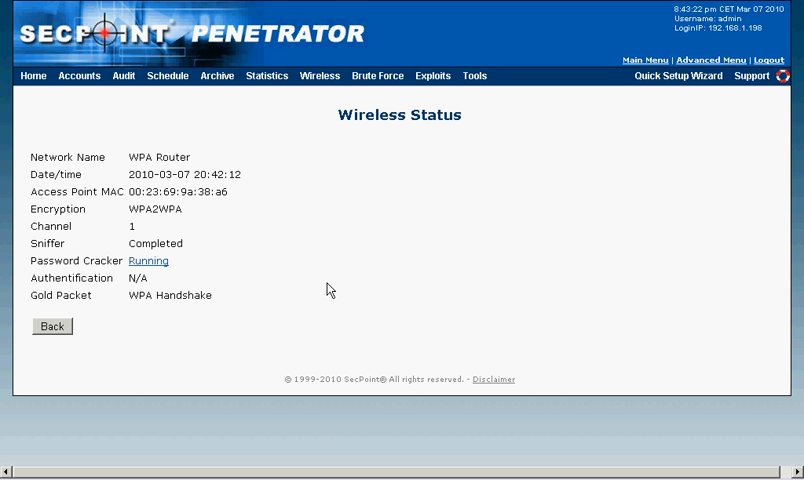 SECPOINT PENETRATOR
8:43:22 pm CET Mar 07 2010
Username: admin
LoginIP: 192.168.1.198
Main Menu | Advanced Menu | Logout
Home Accounts Audit Schedule Archive Statistics Wireless Brute Force Exploits Tools Quick Setup Wizard Support
Wireless Status
Network Name WPA Router
Date/time 2010-03-07 20:42:12
Access Point MAC 00:23:69:9a:38:a6
Encryption WPA2WPA
Channel 1
Sniffer Completed
Password Cracker Running
Authentification N/A
Gold Packet WPA Handshake
Back
© 1999-2010 SecPoint® All rights reserved. - Disclaimer